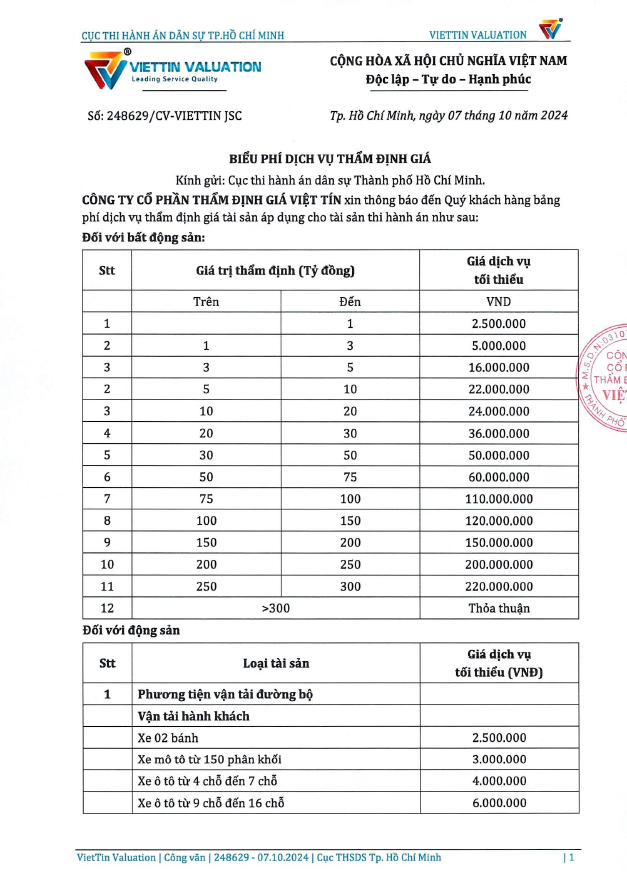 CỤC THI HÀNH ÁN DÂN SỰ TP.HỒ CHÍ MINH VIETTIN VALUATION
VIETTIN VALUATION ®
Leading Service Quality
CỘNG HÒA XÃ HỘI CHỦ NGHĨA VIỆT NAM
Độc lập – Tự do – Hạnh phúc
Số: 248629/CV-VIETTIN JSC Tp. Hồ Chí Minh, ngày 07 tháng 10 năm 2024
BIỂU PHÍ DỊCH VỤ THẨM ĐỊNH GIÁ
Kính gửi: Cục thi hành án dân sự Thành phố Hồ Chí Minh.
CÔNG TY CỔ PHẦN THẨM ĐỊNH GIÁ VIỆT TÍN xin thông báo đến Quý khách hàng bảng
phí dịch vụ thẩm định giá tài sản áp dụng cho tài sản thi hành án như sau:
Đối với bất động sản:
Stt Giá trị thẩm định (Tỷ đồng) Giá dịch vụ
tối thiểu
Trên Đến VND
1 1 2.500.000
2 1 3 5.000.000
3 3 5 16.000.000
2 5 10 22.000.000
3 10 20 24.000.000
4 20 30 36.000.000
5 30 50 50.000.000
6 50 75 60.000.000
7 75 100 110.000.000
8 100 150 120.000.000
9 150 200 150.000.000
10 200 250 200.000.000
11 250 300 220.000.000
12 >300 Thỏa thuận
M.S.D.N:0310
CÔN
CỔ P
THẨM Đ
VIỆT
THÀNH PHỐ
Đối với động sản
Stt Loại tài sản Giá dịch vụ
tối thiểu (VNĐ)
1 Phương tiện vận tải đường bộ
Vận tải hành khách
Xe 02 bánh 2.500.000
Xe mô tô từ 150 phân khối 3.000.000
Xe ô tô từ 4 chỗ đến 7 chỗ 4.000.000
Xe ô tô từ 9 chỗ đến 16 chỗ 6.000.000
VietTin Valuation | Công văn | 248629 - 07.10.2024 | Cục THSDS Tp. Hồ Chí Minh | 1